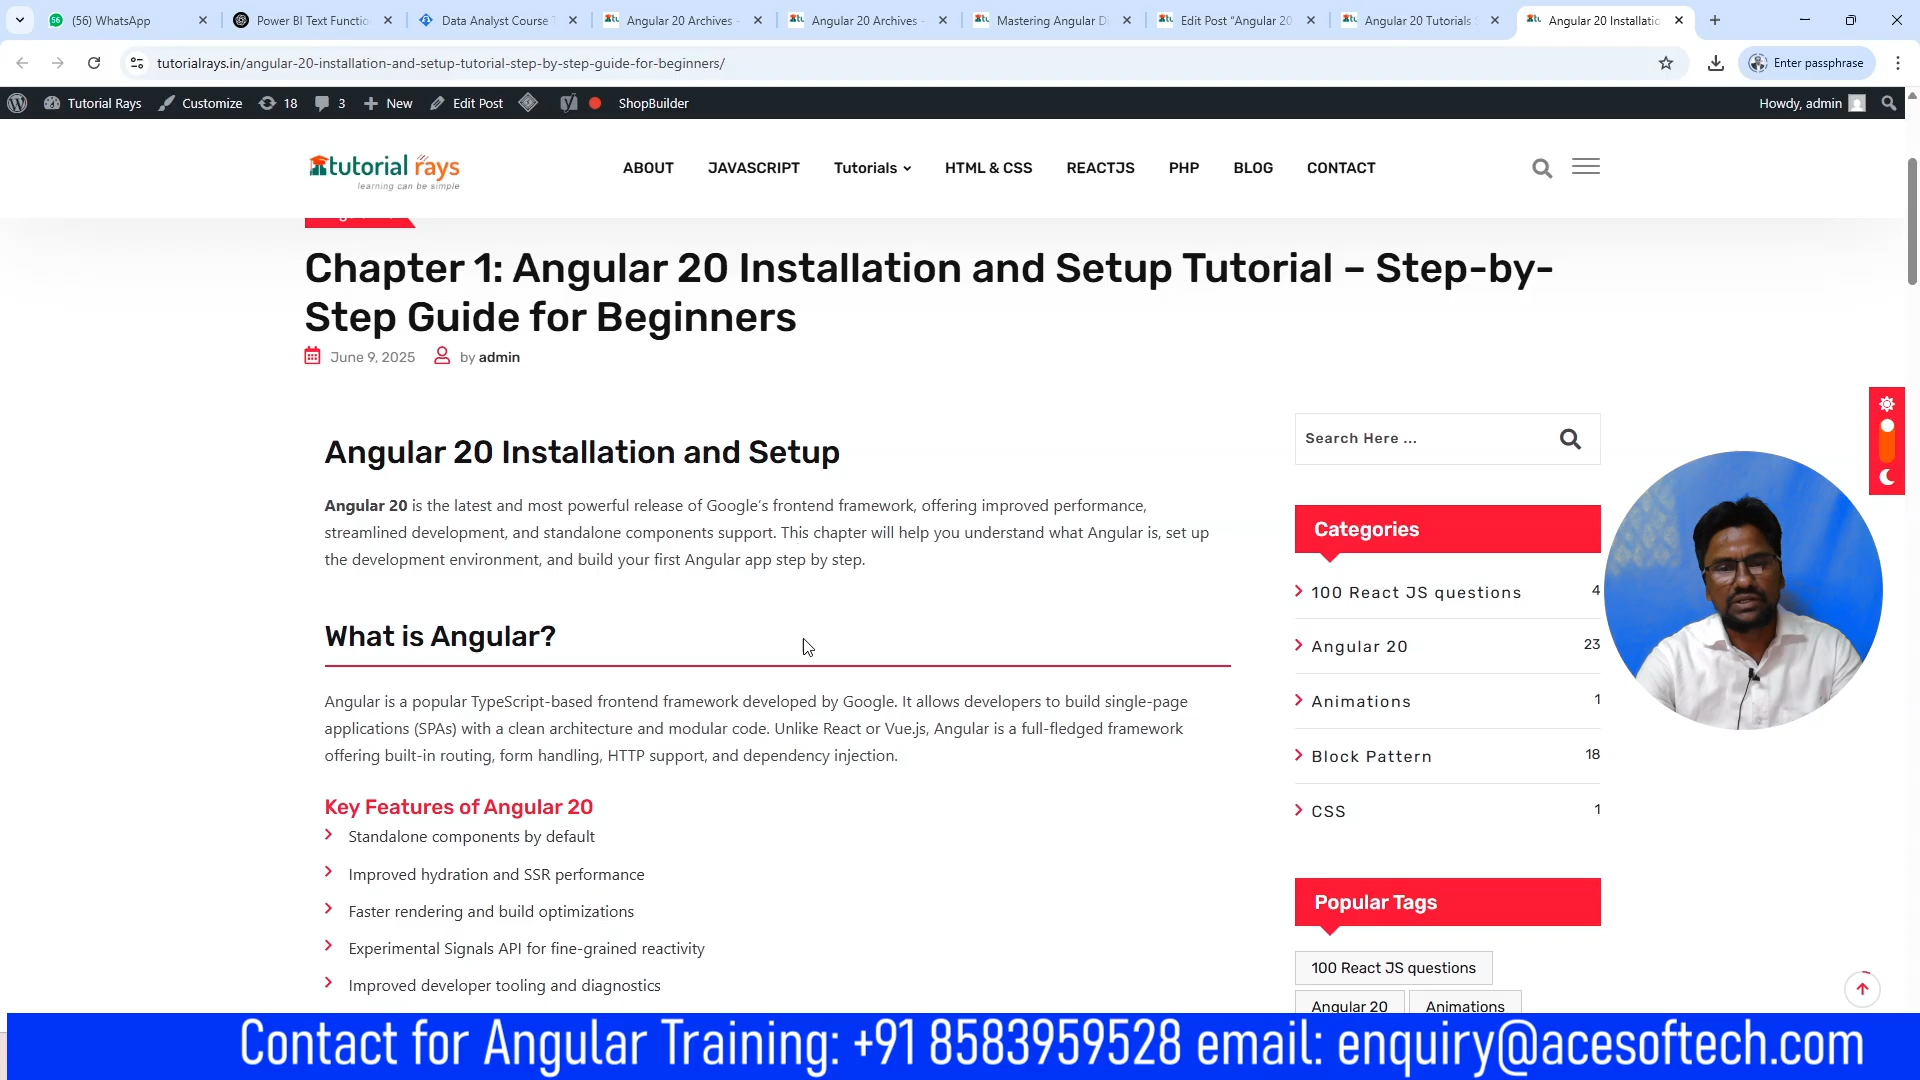 (56) WhatsApp
Power BI Text Functio
Data Analyst Course
Angular 20 Archives
Angular 20 Archives -
Mastering Angular Di
Edit Post "Angular 20
Angular 20 Tutorials
Angular 20 Installatio
tutorialrays.in/angular-20-installation-and-setup-tutorial-step-by-step-guide-for-beginners/
Enter passphrase
Tutorial Rays
Customize
18
3
New
Edit Post
ShopBuilder
Howdy, admin
tutorial rays
learning can be simple
ABOUT
JAVASCRIPT
Tutorials
HTML & CSS
REACTJS
PHP
BLOG
CONTACT
Chapter 1: Angular 20 Installation and Setup Tutorial – Step-by-
Step Guide for Beginners
June 9, 2025
by admin
Angular 20 Installation and Setup
Angular 20 is the latest and most powerful release of Google's frontend framework, offering improved performance,
streamlined development, and standalone components support. This chapter will help you understand what Angular is, set up
the development environment, and build your first Angular app step by step.
What is Angular?
Angular is a popular TypeScript-based frontend framework developed by Google. It allows developers to build single-page
applications (SPAs) with a clean architecture and modular code. Unlike React or Vue.js, Angular is a full-fledged framework
offering built-in routing, form handling, HTTP support, and dependency injection.
Key Features of Angular 20
Standalone components by default
Improved hydration and SSR performance
Faster rendering and build optimizations
Experimental Signals API for fine-grained reactivity
Improved developer tooling and diagnostics
Search Here ...
Categories
100 React JS questions 4
Angular 20 23
Animations 1
Block Pattern 18
CSS 1
Popular Tags
100 React JS questions
Angular 20
Animations
Contact for Angular Training: +91 8583959528 email: enquiry@acesoftech.com